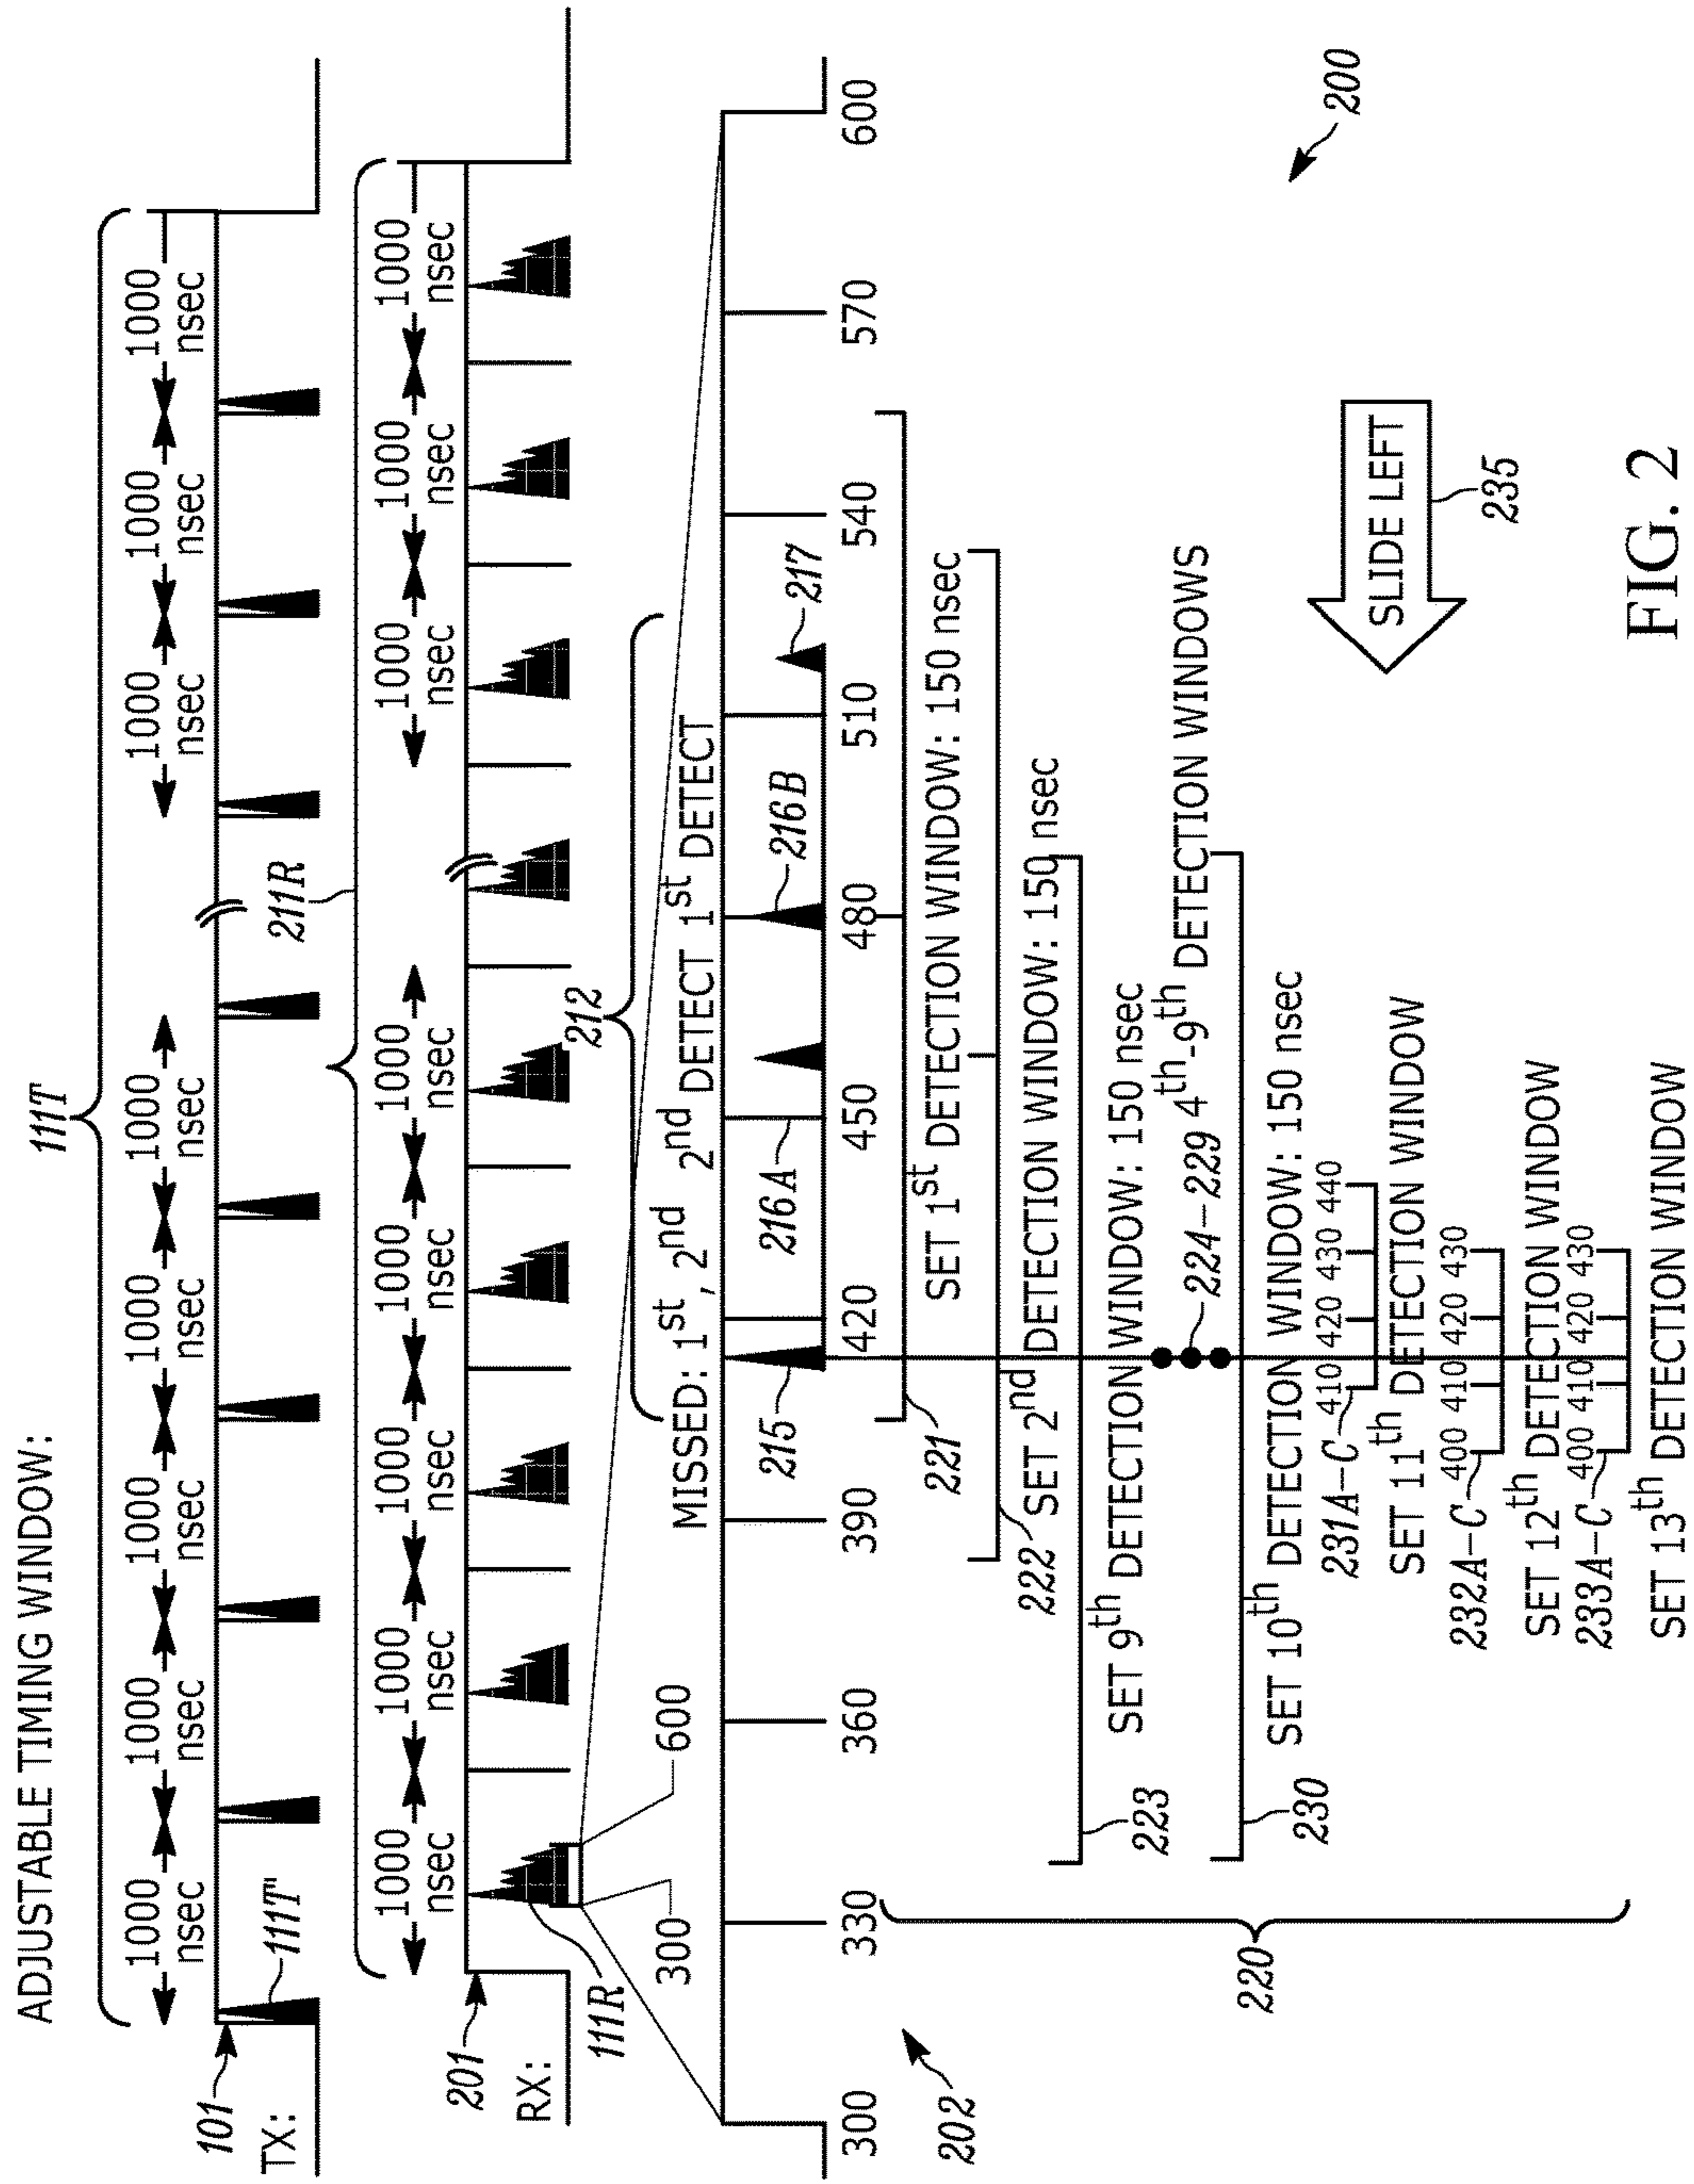 ADJUSTABLE TIMING WINDOW:
111T
1000 nsec 1000 nsec 1000 nsec 1000 nsec 1000 nsec 1000 nsec 1000 nsec 1000 nsec
101
TX:
111T'
211R
1000 nsec 1000 nsec 1000 nsec 1000 nsec 1000 nsec 1000 nsec 1000 nsec 1000 nsec
201
RX:
111R
300
600
212
MISSED: 1st, 2nd 2nd DETECT 1st DETECT
215
216A
216B
217
300 330 360 390 420 450 480 510 540 570 600
202
221
SET 1st DETECTION WINDOW: 150 nsec
222
SET 2nd DETECTION WINDOW: 150 nsec
223
SET 9th DETECTION WINDOW: 150 nsec
224-229 4th-9th DETECTION WINDOWS
230
SET 10th DETECTION WINDOW: 150 nsec
231A-C
410 420 430 440
SET 11th DETECTION WINDOW
232A-C
400 410 420 430
SET 12th DETECTION WINDOW
233A-C
400 410 420 430
SET 13th DETECTION WINDOW
220
SLIDE LEFT
235
200
FIG. 2